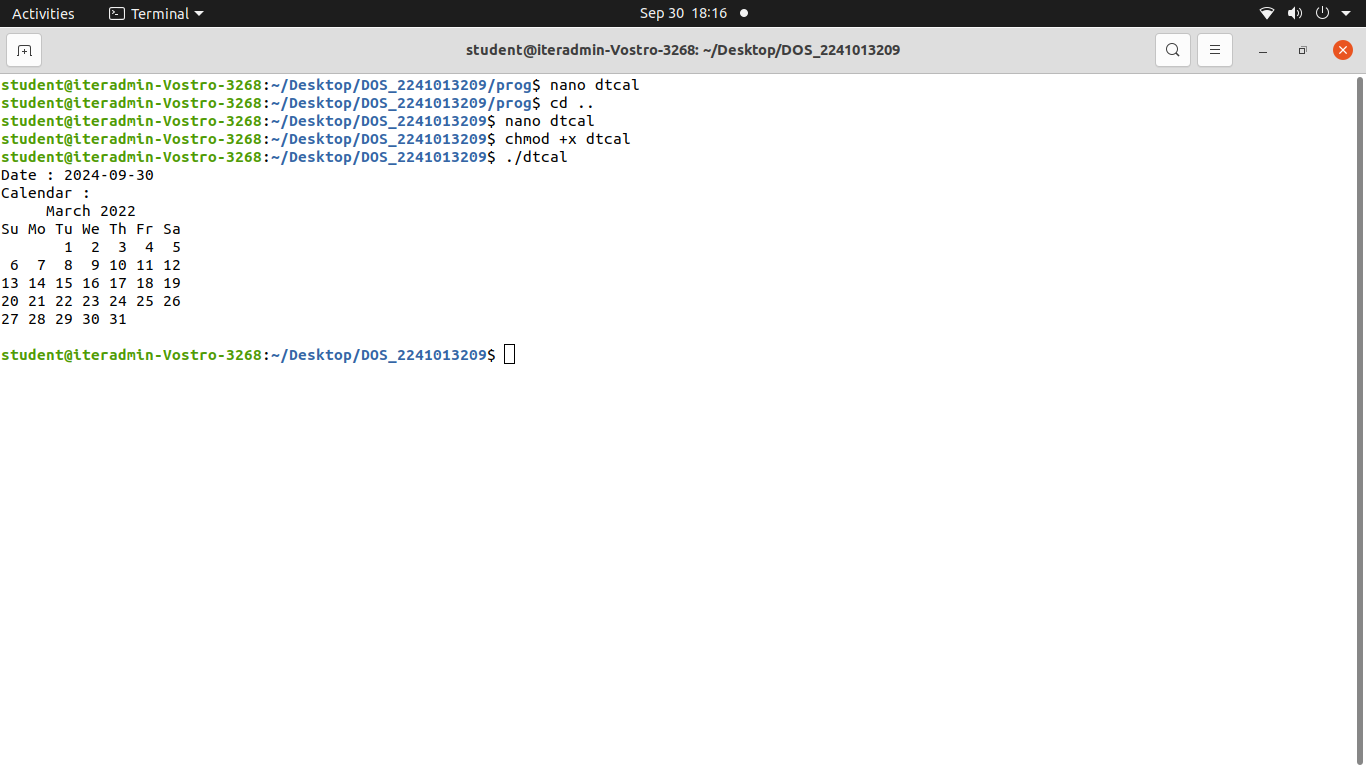 Activities Terminal Sep 30 18:16
student@iteradmin-Vostro-3268: ~/Desktop/DOS_2241013209
student@iteradmin-Vostro-3268:~/Desktop/DOS_2241013209/prog$ nano dtcal
student@iteradmin-Vostro-3268:~/Desktop/DOS_2241013209/prog$ cd ..
student@iteradmin-Vostro-3268:~/Desktop/DOS_2241013209$ nano dtcal
student@iteradmin-Vostro-3268:~/Desktop/DOS_2241013209$ chmod +x dtcal
student@iteradmin-Vostro-3268:~/Desktop/DOS_2241013209$ ./dtcal
Date : 2024-09-30
Calendar :
     March 2022
Su Mo Tu We Th Fr Sa
       1  2  3  4  5
 6  7  8  9 10 11 12
13 14 15 16 17 18 19
20 21 22 23 24 25 26
27 28 29 30 31
student@iteradmin-Vostro-3268:~/Desktop/DOS_2241013209$